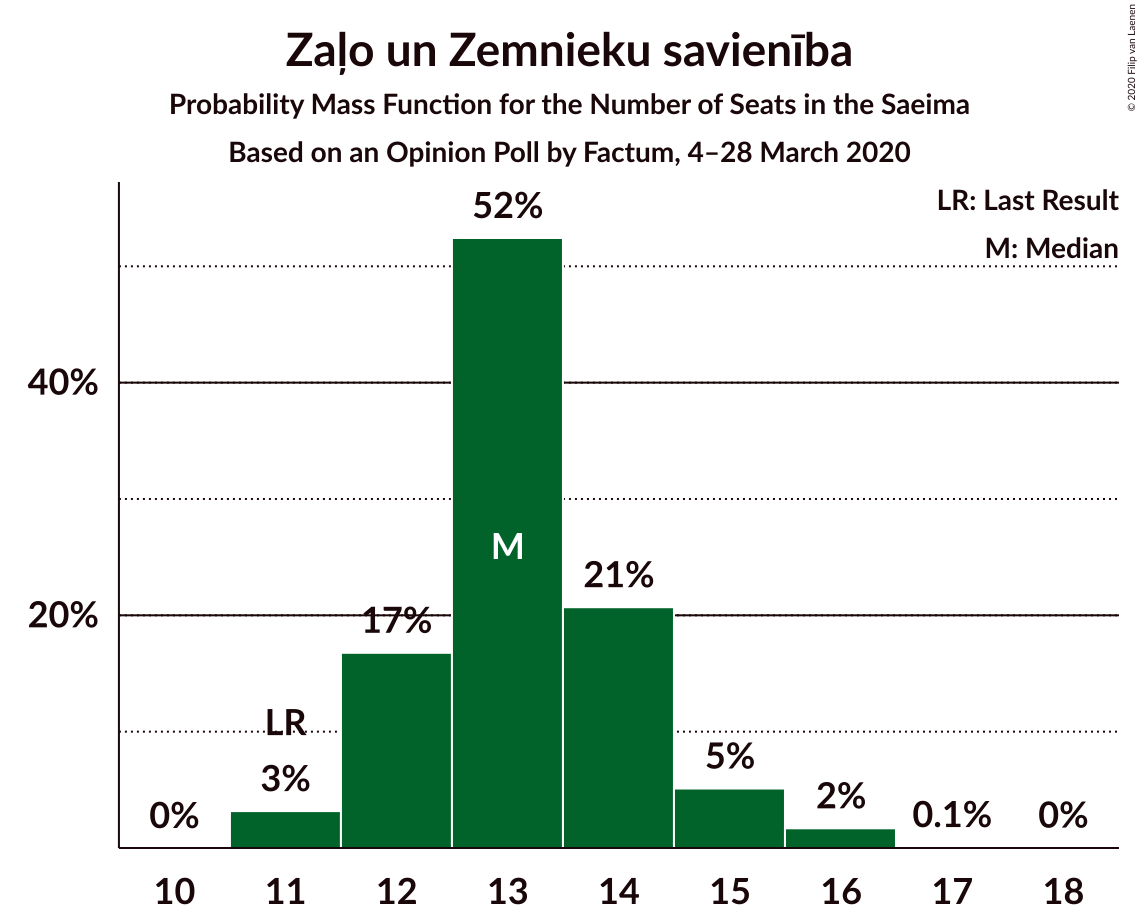 Zaļo un Zemnieku savienība
Probability Mass Function for the Number of Seats in the Saeima
Based on an Opinion Poll by Factum, 4–28 March 2020
© 2020 Filip van Laenen
LR: Last Result
M: Median
52%
40%
M
21%
20%
17%
LR
3%
5%
2%
0%
0.1%
0%
10 11 12 13 14 15 16 17 18